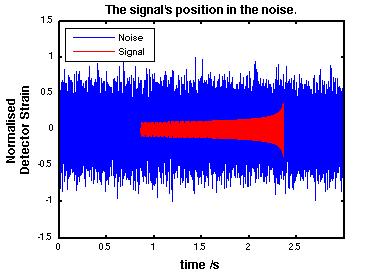 The signal's position in the noise.
1.5
Noise
Signal
1
0.5
0
-0.5
-1
-1.5
Normalised
Detector Strain
0 0.5 1 1.5 2 2.5
time /s